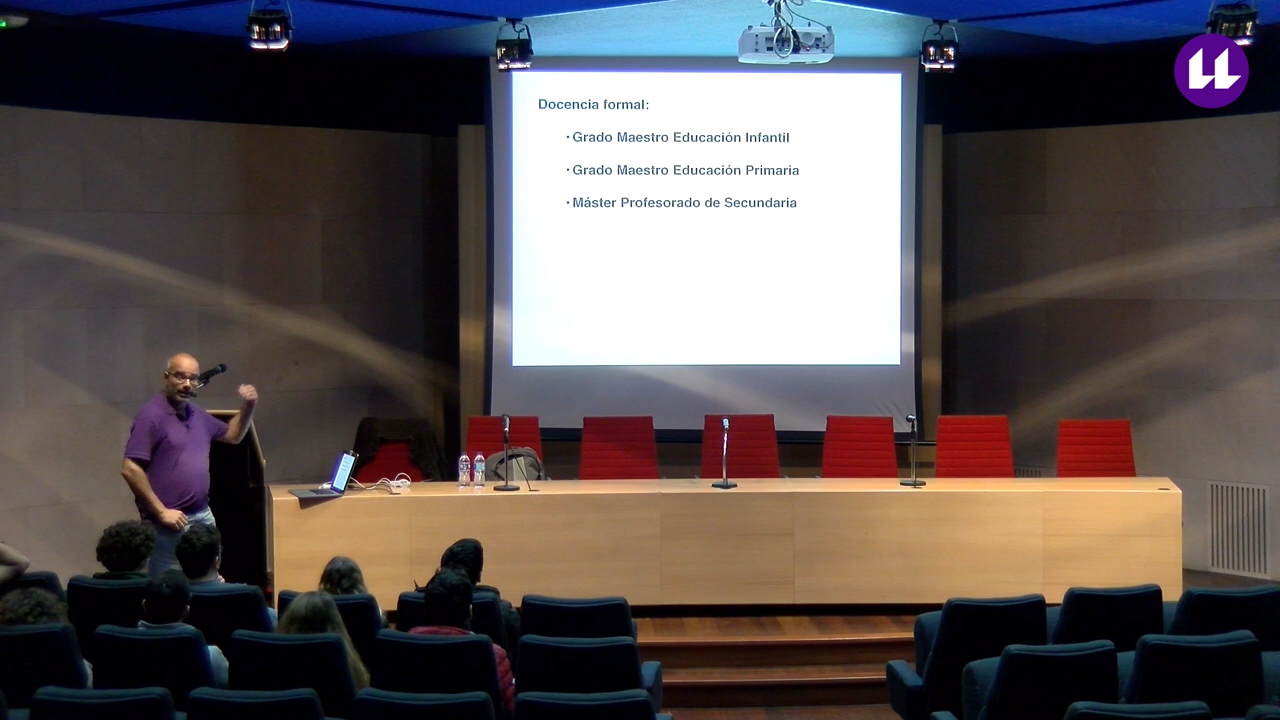 Docencia formal:
• Grado Maestro Educación Infantil
• Grado Maestro Educación Primaria
• Máster Profesorado de Secundaria